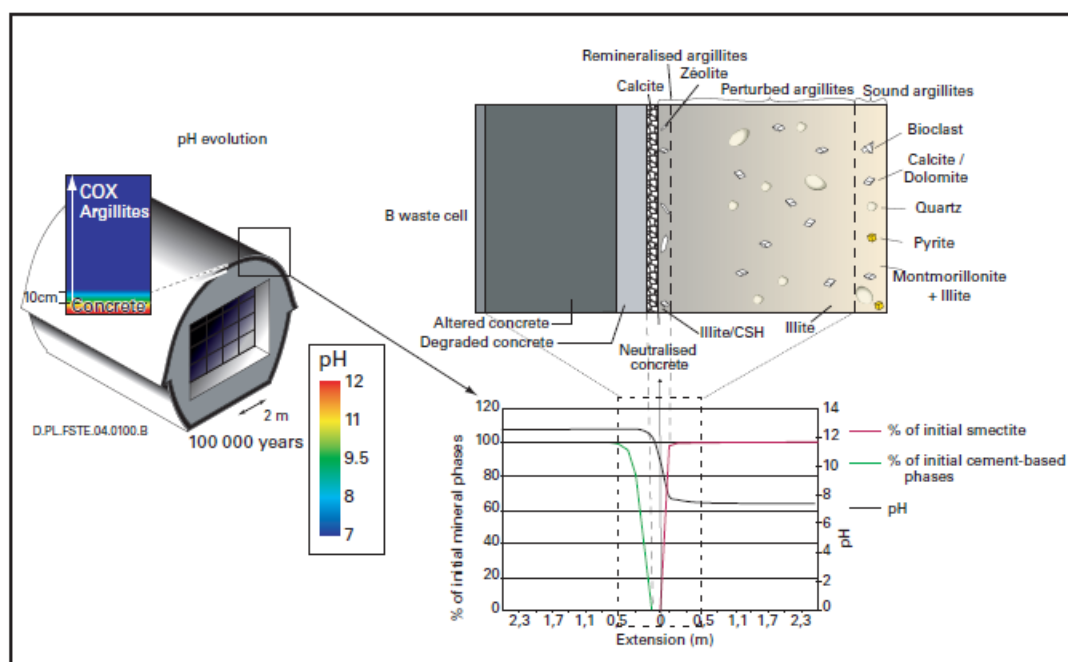 pH evolution
COX
Argillites
10cm
Concrete
D.PL.FSTE.04.0100.B
2 m
100 000 years
pH
12
11
9.5
8
7
Remineralised argillites
Zéolite
Calcite
Perturbed argillites
Sound argillites
Bioclast
Calcite /
Dolomite
Quartz
Pyrite
Montmorillonite
+ Illite
B waste cell
Altered concrete
Degraded concrete
Illite/CSH
Illite
Neutralised
concrete
% of initial mineral phases
120
100
80
60
40
20
0
14
12
10
8
6
4
2
0
pH
2,3 1,7 1,1 0,5 0 0,5 1,1 1,7 2,3
Extension (m)
% of initial smectite
% of initial cement-based
phases
pH